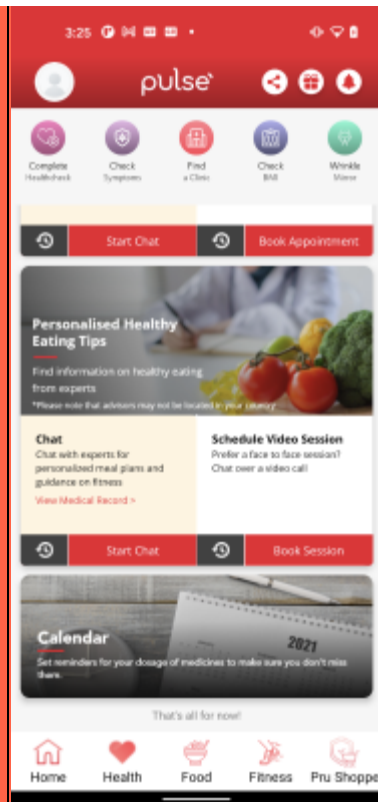 3:25
pulse
Complete
Healthcheck
Check
Symptoms
Find
a Clinic
Check
BMI
Wrinkle
Mirror
Start Chat
Book Appointment
Personalised Healthy
Eating Tips
Find information on healthy eating
from experts
*Please note that advisors may not be located in your country
Chat
Chat with experts for
personalized meal plans and
guidance on fitness
View Medical Record >
Schedule Video Session
Prefer a face to face session?
Chat over a video call
Start Chat
Book Session
2021
Calendar
Set reminders for your dosage of medicines to make sure you don't miss
them.
That's all for now!
Home
Health
Food
Fitness
Pru Shoppe